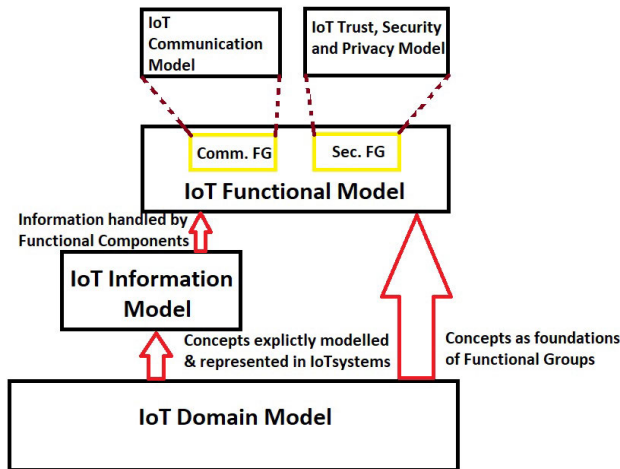 IoT
Communication
Model
IoT Trust, Security
and Privacy Model
Comm. FG
Sec. FG
IoT Functional Model
Information handled by
Functional Components
IoT Information
Model
Concepts explictly modelled
& represented in IoTsystems
Concepts as foundations
of Functional Groups
IoT Domain Model